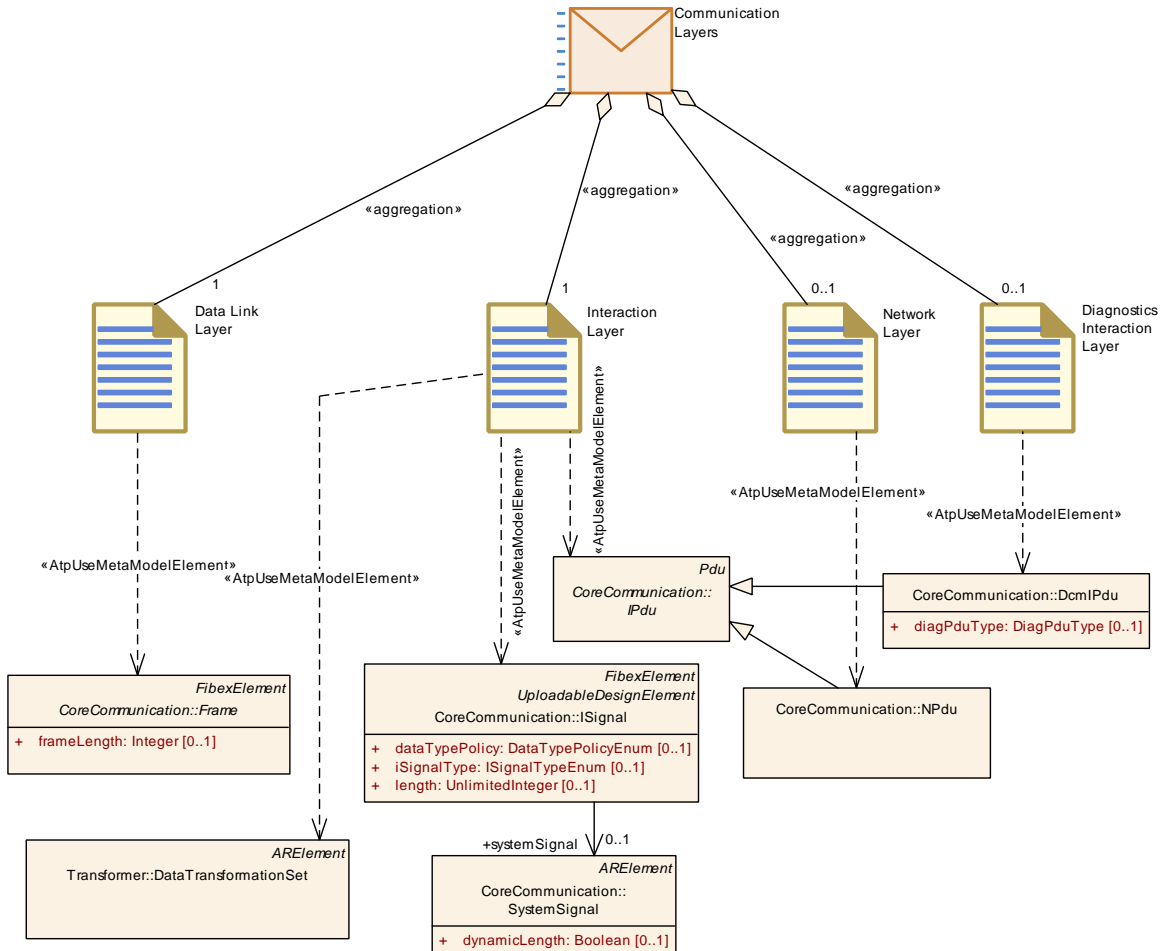 Communication
Layers
«aggregation»
«aggregation»
«aggregation»
«aggregation»
1
1
0..1
0..1
Data Link
Layer
Interaction
Layer
Network
Layer
Diagnostics
Interaction
Layer
«AtpUseMetaModelElement»
«AtpUseMetaModelElement»
«AtpUseMetaModelElement»
«AtpUseMetaModelElement»
«AtpUseMetaModelElement»
«AtpUseMetaModelElement»
Pdu
CoreCommunication::
IPdu
CoreCommunication::DcmIPdu
+ diagPduType: DiagPduType [0..1]
FibexElement
CoreCommunication::Frame
+ frameLength: Integer [0..1]
FibexElement
UploadableDesignElement
CoreCommunication::ISignal
+ dataTypePolicy: DataTypePolicyEnum [0..1]
+ iSignalType: ISignalTypeEnum [0..1]
+ length: UnlimitedInteger [0..1]
CoreCommunication::NPdu
+systemSignal
0..1
ARElement
Transformer::DataTransformationSet
ARElement
CoreCommunication::
SystemSignal
+ dynamicLength: Boolean [0..1]